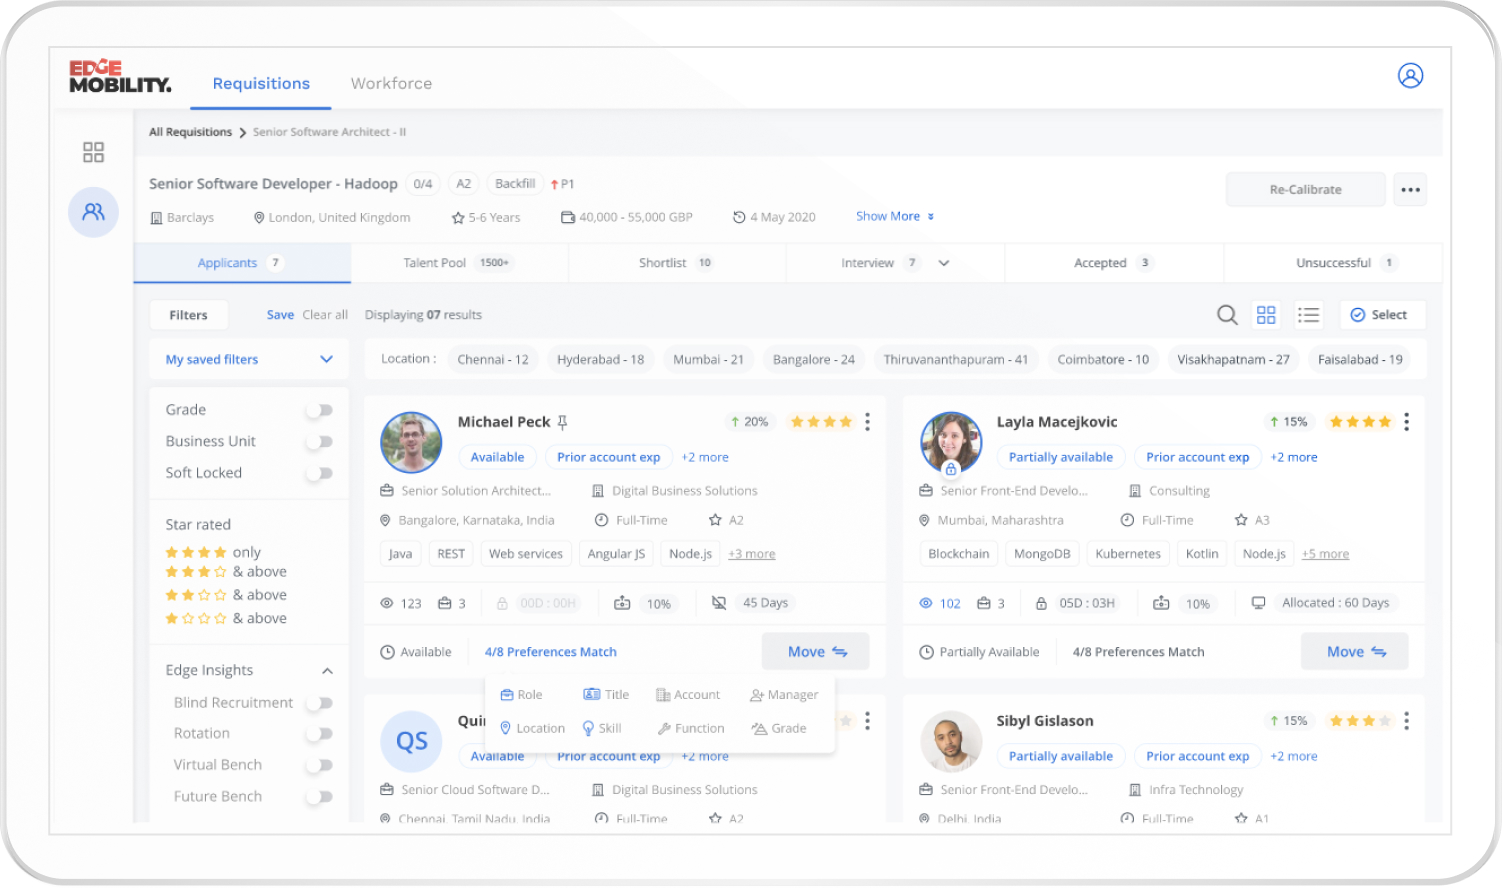 EDGE
MOBILITY.
Requisitions Workforce
All Requisitions Senior Software Architect - II
Senior Software Developer - Hadoop 0/4 A2 Backfill P1
Re-Calibrate
Barclays London, United Kingdom 5-6 Years 40,000 - 55,000 GBP 4 May 2020 Show More
Applicants 7 Talent Pool 1500+ Shortlist 10 Interview 7 Accepted 3 Unsuccessful 1
Filters Save Clear all Displaying 07 results Select
My saved filters
Location : Chennai - 12 Hyderabad - 18 Mumbai - 21 Bangalore - 24 Thiruvananthapuram - 41 Coimbatore - 10 Visakhapatnam - 27 Faisalabad - 19
Grade
Business Unit
Soft Locked
Star rated
only
& above
& above
& above
Edge Insights
Blind Recruitment
Rotation
Virtual Bench
Future Bench
Michael Peck 20%
Available Prior account exp +2 more
Senior Solution Architect... Digital Business Solutions
Bangalore, Karnataka, India Full-Time A2
Java REST Web services Angular JS Node.js +3 more
123 3 00D : 00H 10% 45 Days
Available 4/8 Preferences Match Move
Role Title Account Manager
Location Skill Function Grade
Layla Macejkovic 15%
Partially available Prior account exp +2 more
Senior Front-End Develo... Consulting
Mumbai, Maharashtra Full-Time A3
Blockchain MongoDB Kubernetes Kotlin Node.js +5 more
102 3 05D : 03H 10% Allocated : 60 Days
Partially Available 4/8 Preferences Match Move
QS
Available Prior account exp +2 more
Senior Cloud Software D... Digital Business Solutions
Chennai, Tamil Nadu, India Full-Time A2
Sibyl Gislason 15%
Partially available Prior account exp +2 more
Senior Front-End Develo... Infra Technology
Delhi, India Full-Time A1